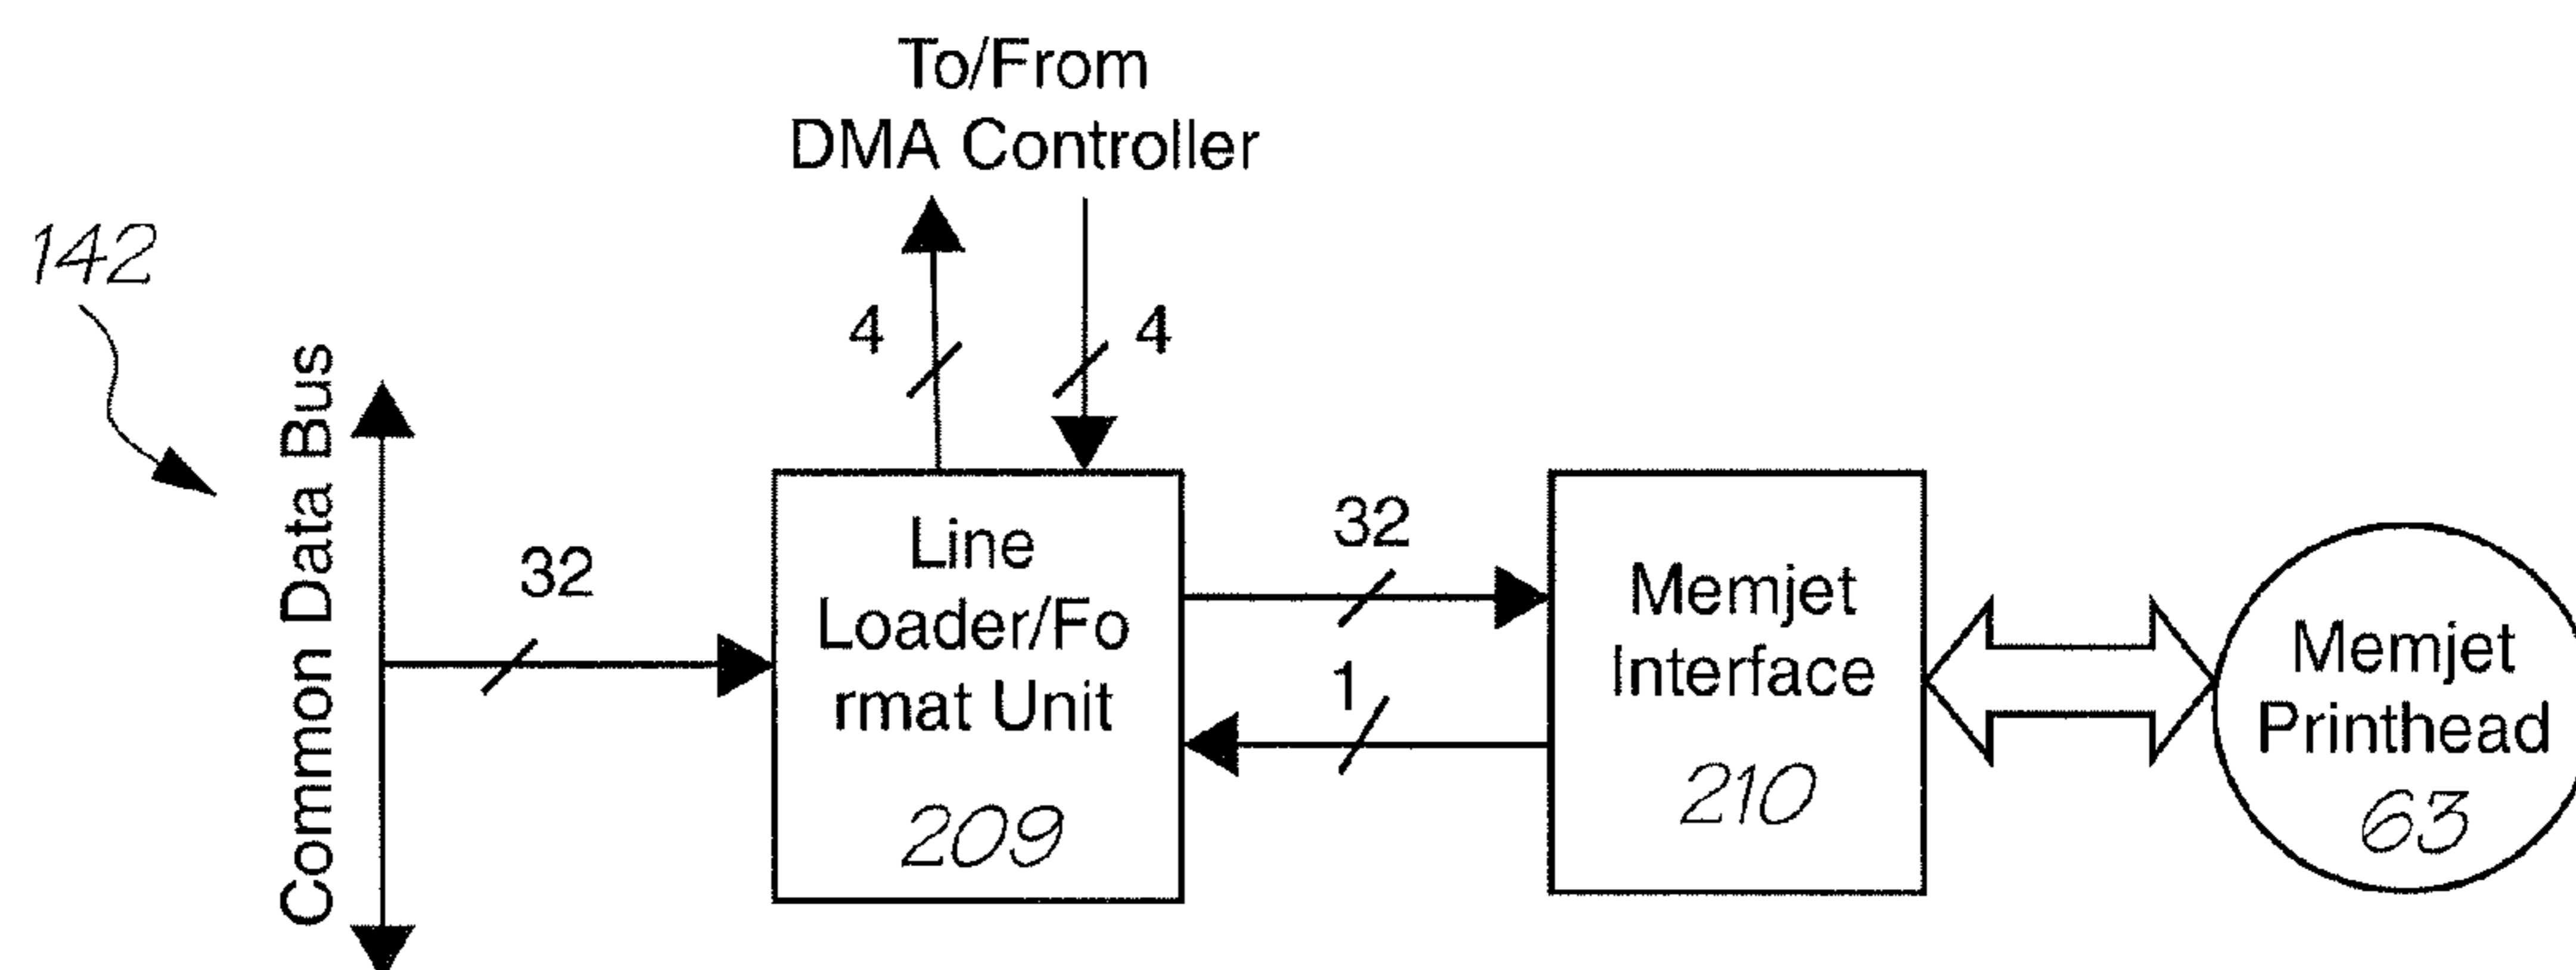 To/From
DMA Controller
142
4
4
Common Data Bus
32
Line
Loader/Fo
rmat Unit
209
32
1
Memjet
Interface
210
Memjet
Printhead
63